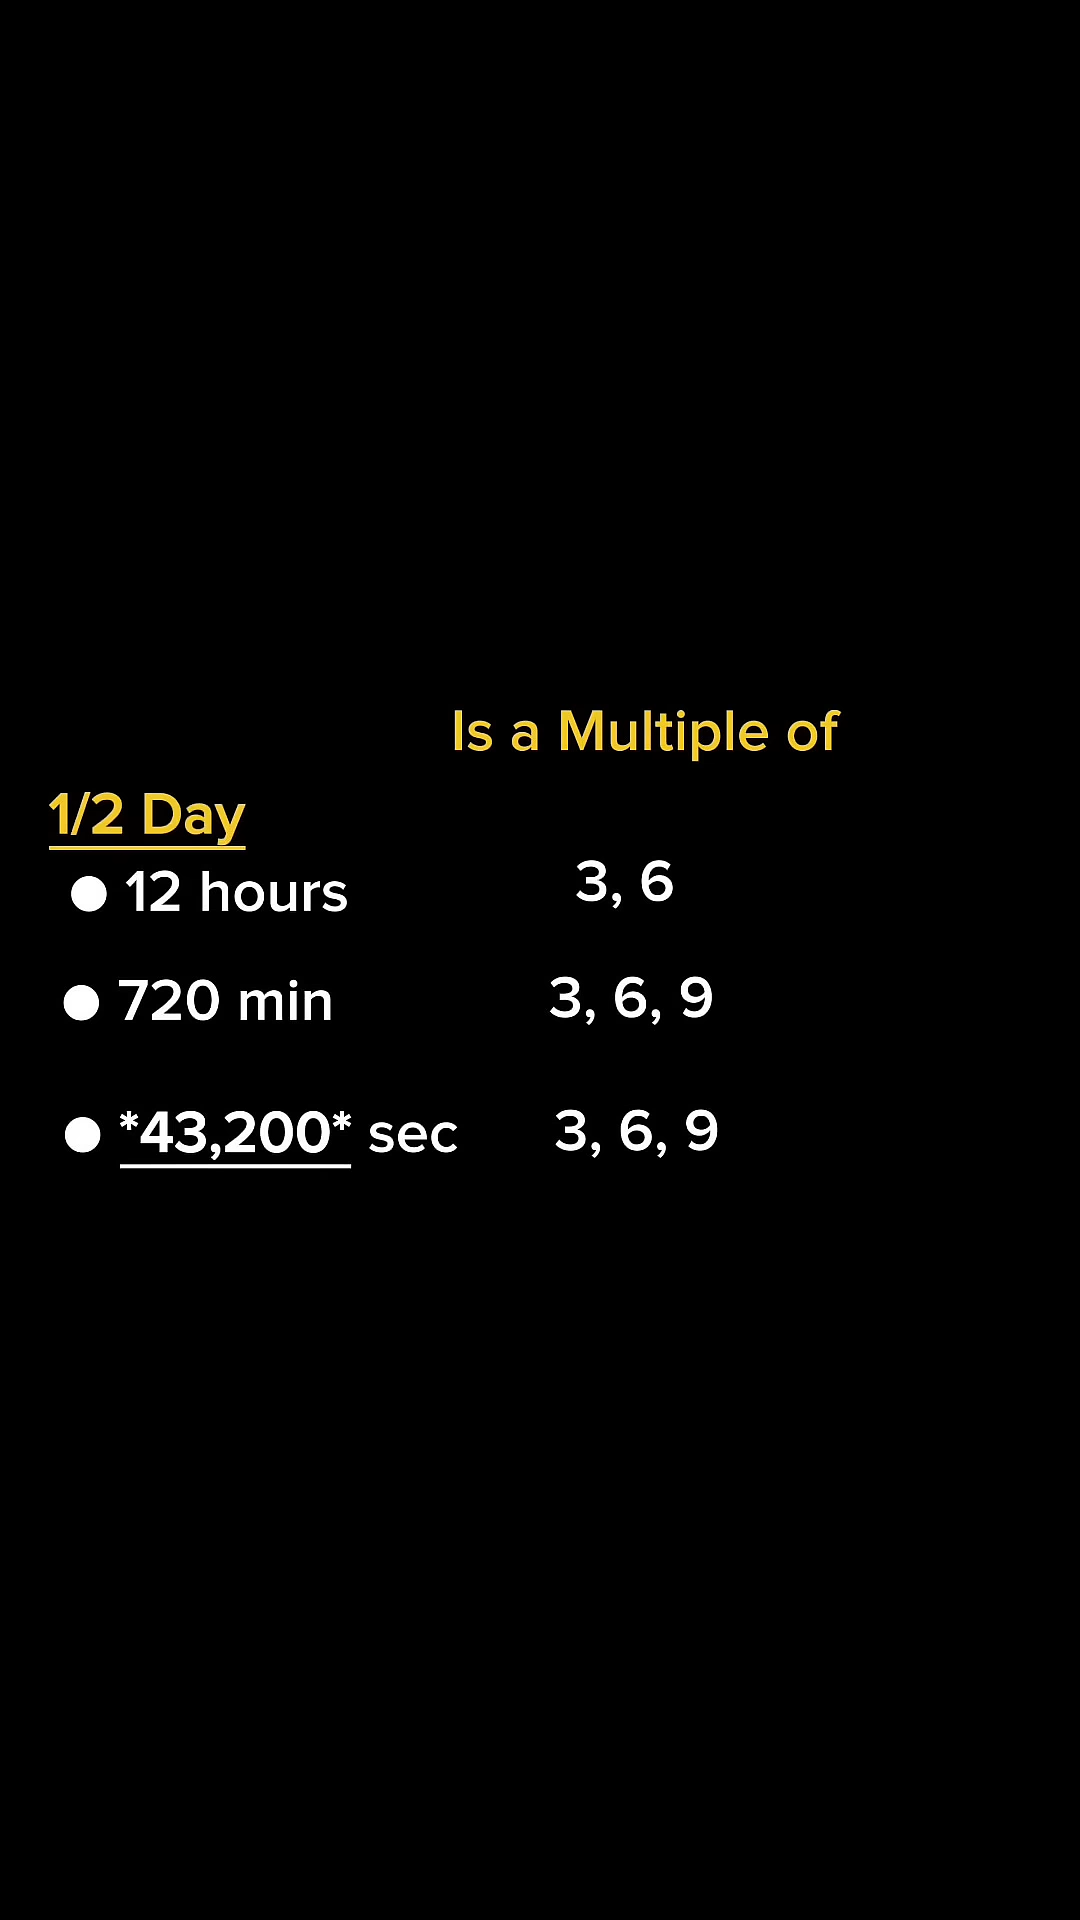 Is a Multiple of
1/2 Day
● 12 hours 3, 6
● 720 min 3, 6, 9
● *43,200* sec 3, 6, 9